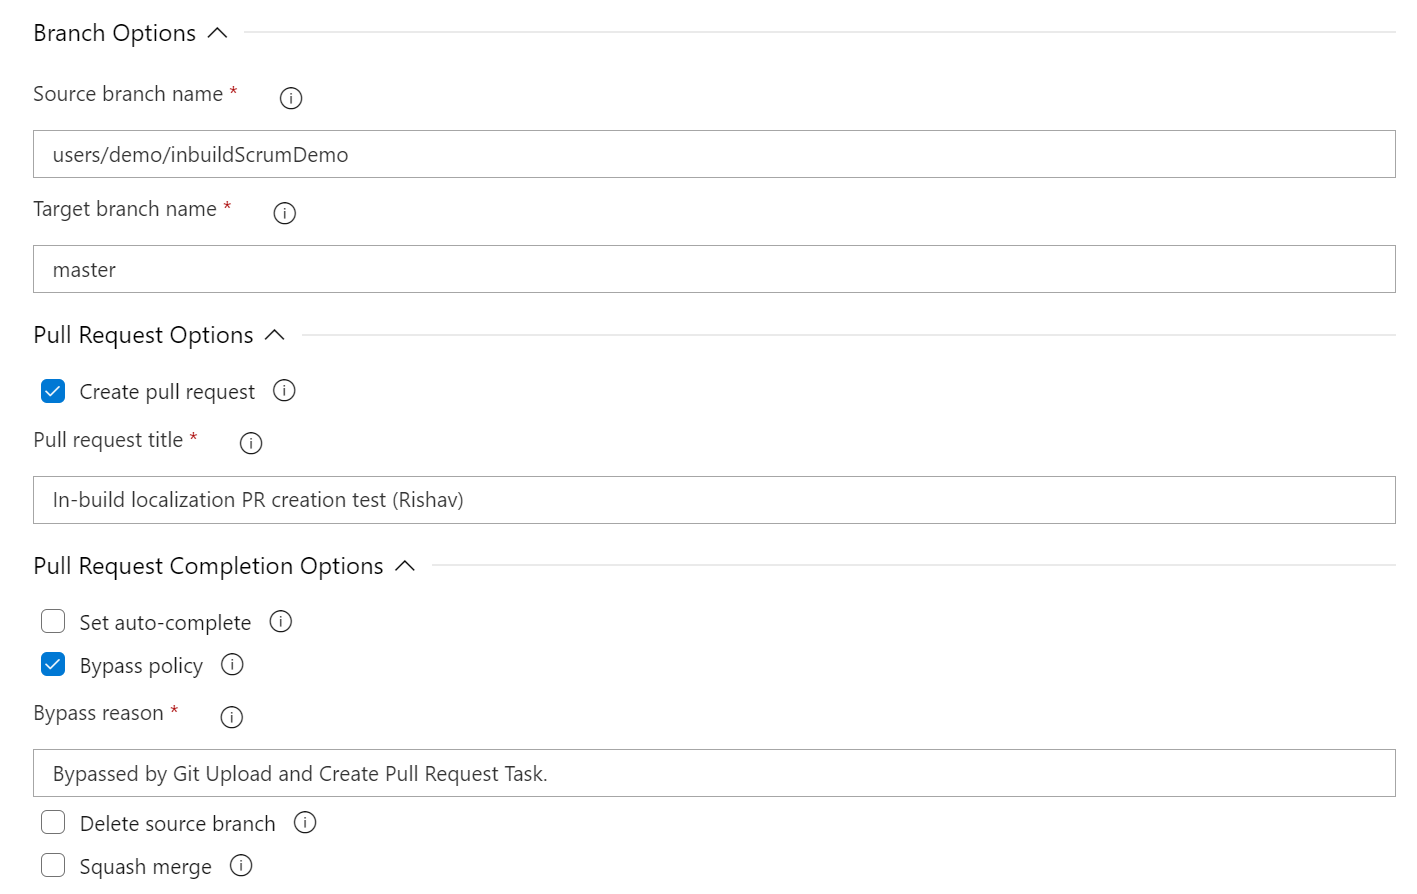 Branch Options
Source branch name *
users/demo/inbuildScrumDemo
Target branch name *
master
Pull Request Options
Create pull request
Pull request title *
In-build localization PR creation test (Rishav)
Pull Request Completion Options
Set auto-complete
Bypass policy
Bypass reason *
Bypassed by Git Upload and Create Pull Request Task.
Delete source branch
Squash merge